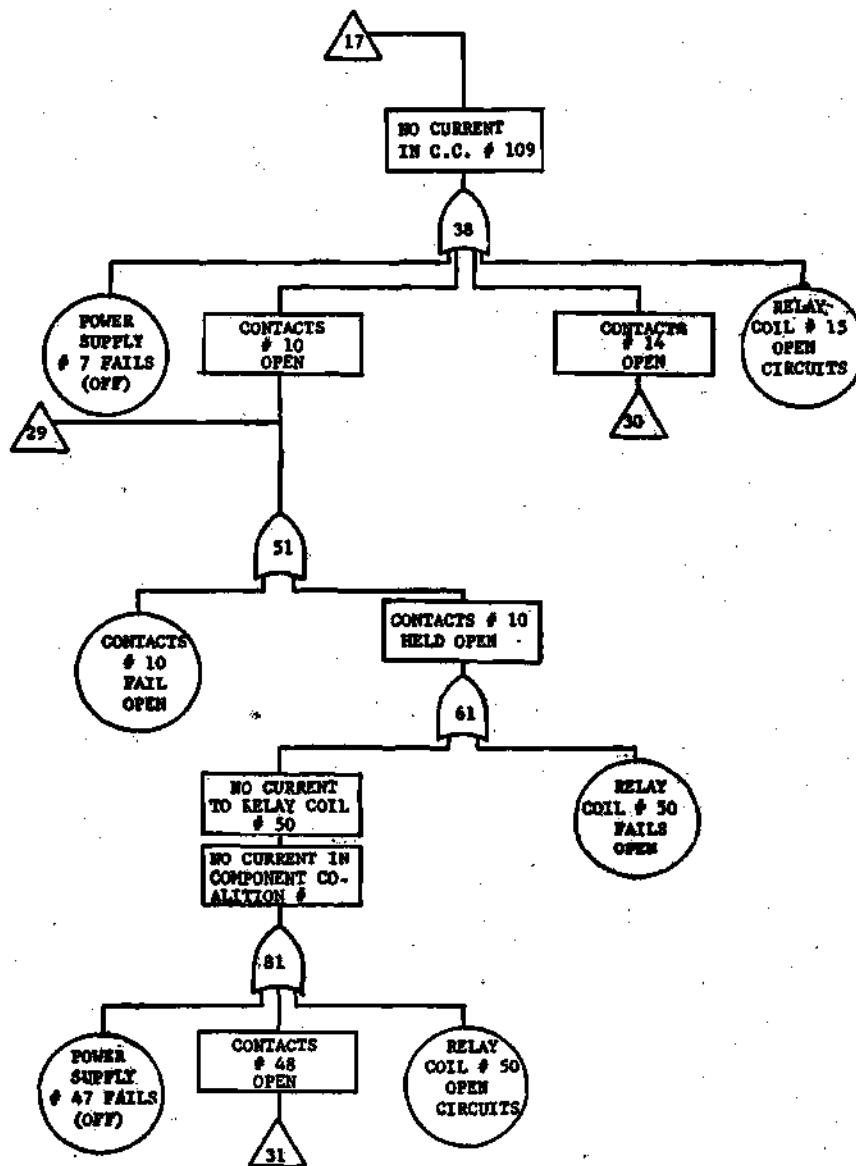 17
NO CURRENT
IN C.C. # 109
38
POWER
SUPPLY
# 7 FAILS
(OFF)
CONTACTS
# 10
OPEN
CONTACTS
# 14
OPEN
RELAY
COIL # 15
OPEN
CIRCUITS
29
30
51
CONTACTS
# 10
FAIL
OPEN
CONTACTS # 10
HELD OPEN
61
NO CURRENT
TO RELAY COIL
# 50
RELAY
COIL # 50
FAILS
OPEN
NO CURRENT IN
COMPONENT CO-
ALITION #
81
POWER
SUPPLY
# 47 FAILS
(OFF)
CONTACTS
# 48
OPEN
RELAY
COIL # 50
OPEN
CIRCUITS
31